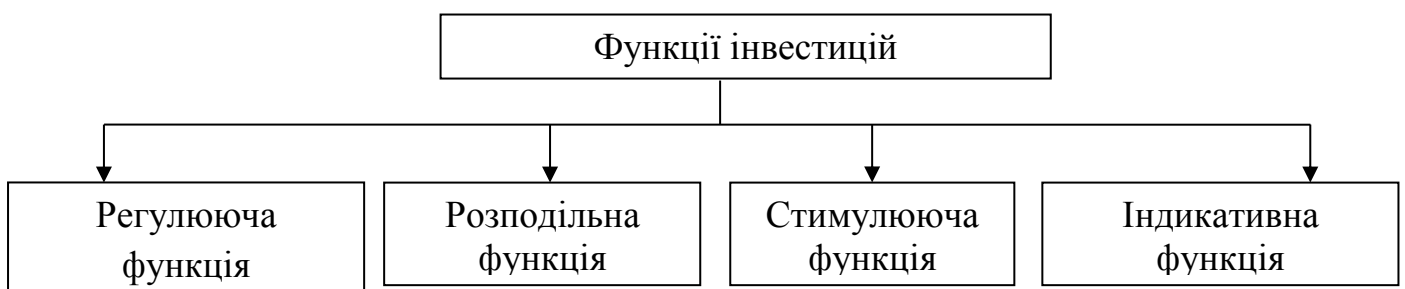 Функції інвестицій
Регулююча
функція
Розподільна
функція
Стимулююча
функція
Індикативна
функція